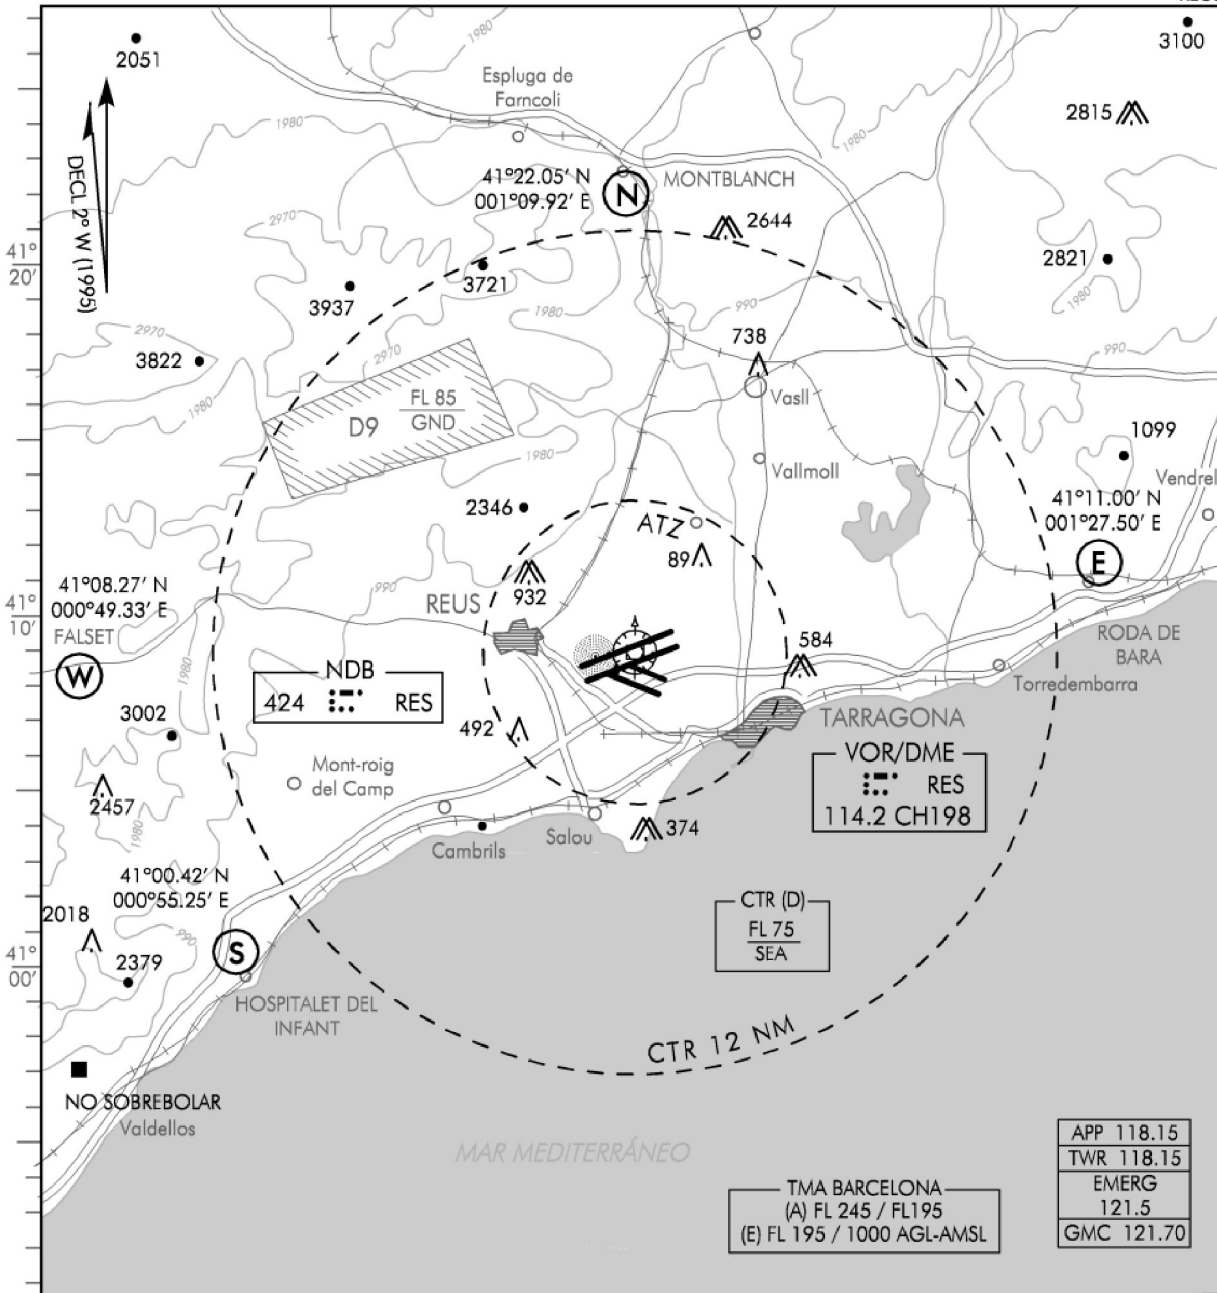 2051
3100
1980
Espluga de
Farncoli
2815
1980
1980
DECL 2º W (1995)
41°22.05' N
001°09.92' E
N
MONTBLANCH
2970
2644
41°
20'
2821
3721
1980
3937
1980
990
2970
738
2970
990
3822
FL 85
GND
D9
Vasll
1980
1980
1099
Vallmoll
Vendrel
41°11.00' N
001°27.50' E
2346
ATZ
89
E
41°08.27' N
000°49.33' E
990
932
REUS
41°
10'
FALSET
584
RODA DE
BARA
W
NDB
424 RES
1980
Torredembarra
3002
492
TARRAGONA
VOR/DME
RES
114.2 CH198
Mont-roig
del Camp
2457
1980
374
Salou
Cambrils
41°00.42' N
000°55.25' E
CTR (D)
FL 75
SEA
2018
990
S
2379
41°
00'
HOSPITALET DEL
INFANT
CTR 12 NM
NO SOBREBOLAR
Valdellos
MAR MEDITERRÁNEO
APP 118.15
TWR 118.15
EMERG
121.5
GMC 121.70
TMA BARCELONA
(A) FL 245 / FL195
(E) FL 195 / 1000 AGL-AMSL